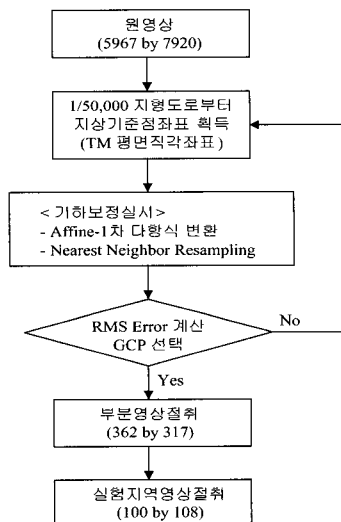 원영상
(5967 by 7920)
1/50,000 지형도로부터
지상기준점좌표 획득
(TM 평면직각좌표)
< 기하보정실시>
- Affine-1차 다항식 변환
- Nearest Neighbor Resampling
RMS Error 계산
GCP 선택
No
Yes
부분영상절취
(362 by 317)
실험지역영상절취
(100 by 108)